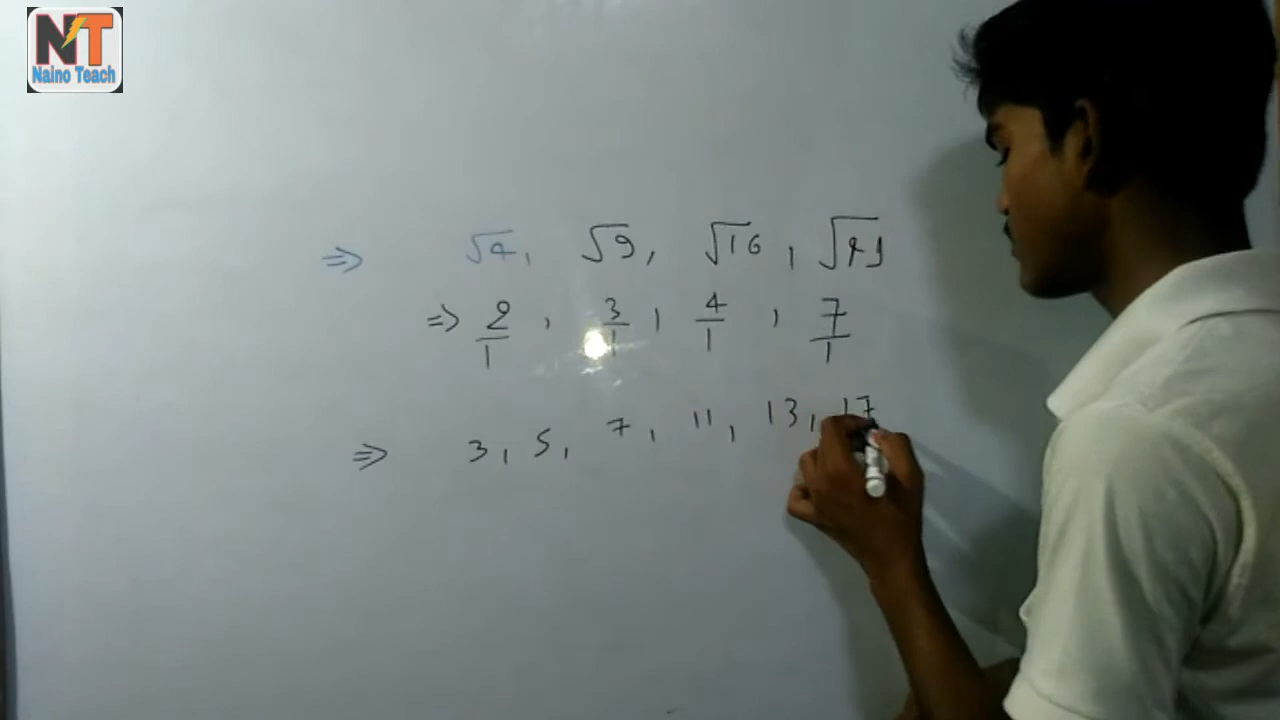 NT
Naino Teach
⇒ √4, √9, √16, √49
⇒ 2/1, 3/1, 4/1, 7/1
⇒ 3, 5, 7, 11, 13, 17